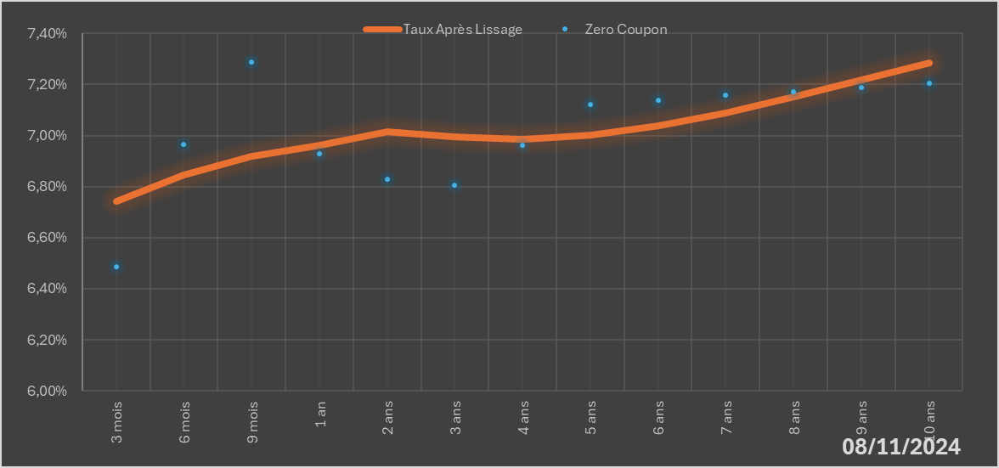 Taux Après Lissage
Zero Coupon
7,40%
7,20%
7,00%
6,80%
6,60%
6,40%
6,20%
6,00%
3 mois
6 mois
9 mois
1 an
2 ans
3 ans
4 ans
5 ans
6 ans
7 ans
8 ans
9 ans
10 ans
08/11/2024